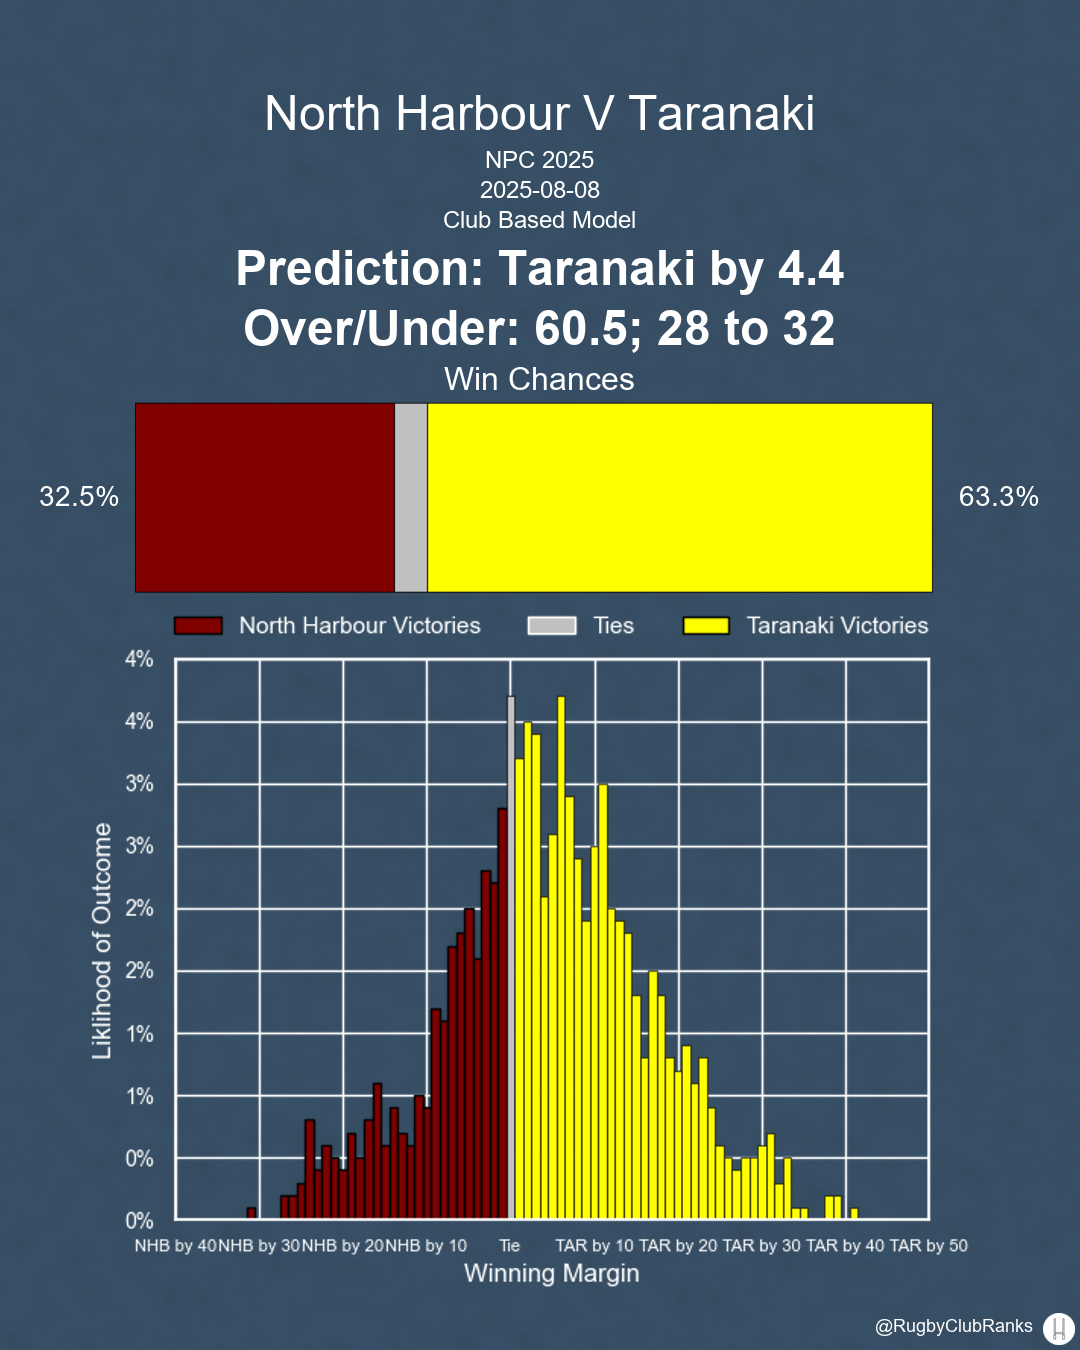 North Harbour V Taranaki
NPC 2025
2025-08-08
Club Based Model
Prediction: Taranaki by 4.4
Over/Under: 60.5; 28 to 32
Win Chances
32.5%
63.3%
North Harbour Victories
Ties
Taranaki Victories
4%
4%
3%
3%
2%
2%
1%
1%
0%
0%
Liklihood of Outcome
NHB by 40 NHB by 30 NHB by 20 NHB by 10 Tie TAR by 10 TAR by 20 TAR by 30 TAR by 40 TAR by 50
Winning Margin
@RugbyClubRanks